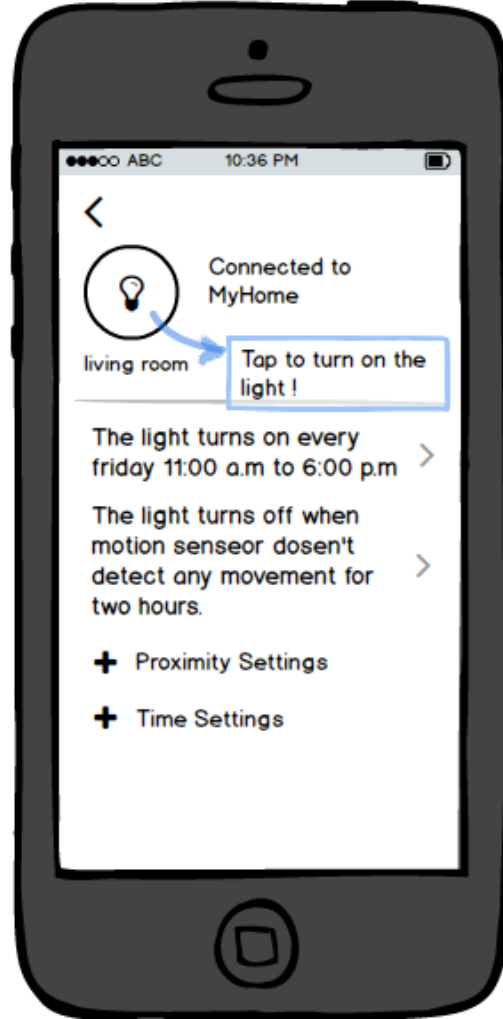 ABC 10:36 PM
Connected to
MyHome
living room
Tap to turn on the
light !
The light turns on every
friday 11:00 a.m to 6:00 p.m
The light turns off when
motion senseor dosen't
detect any movement for
two hours.
Proximity Settings
Time Settings